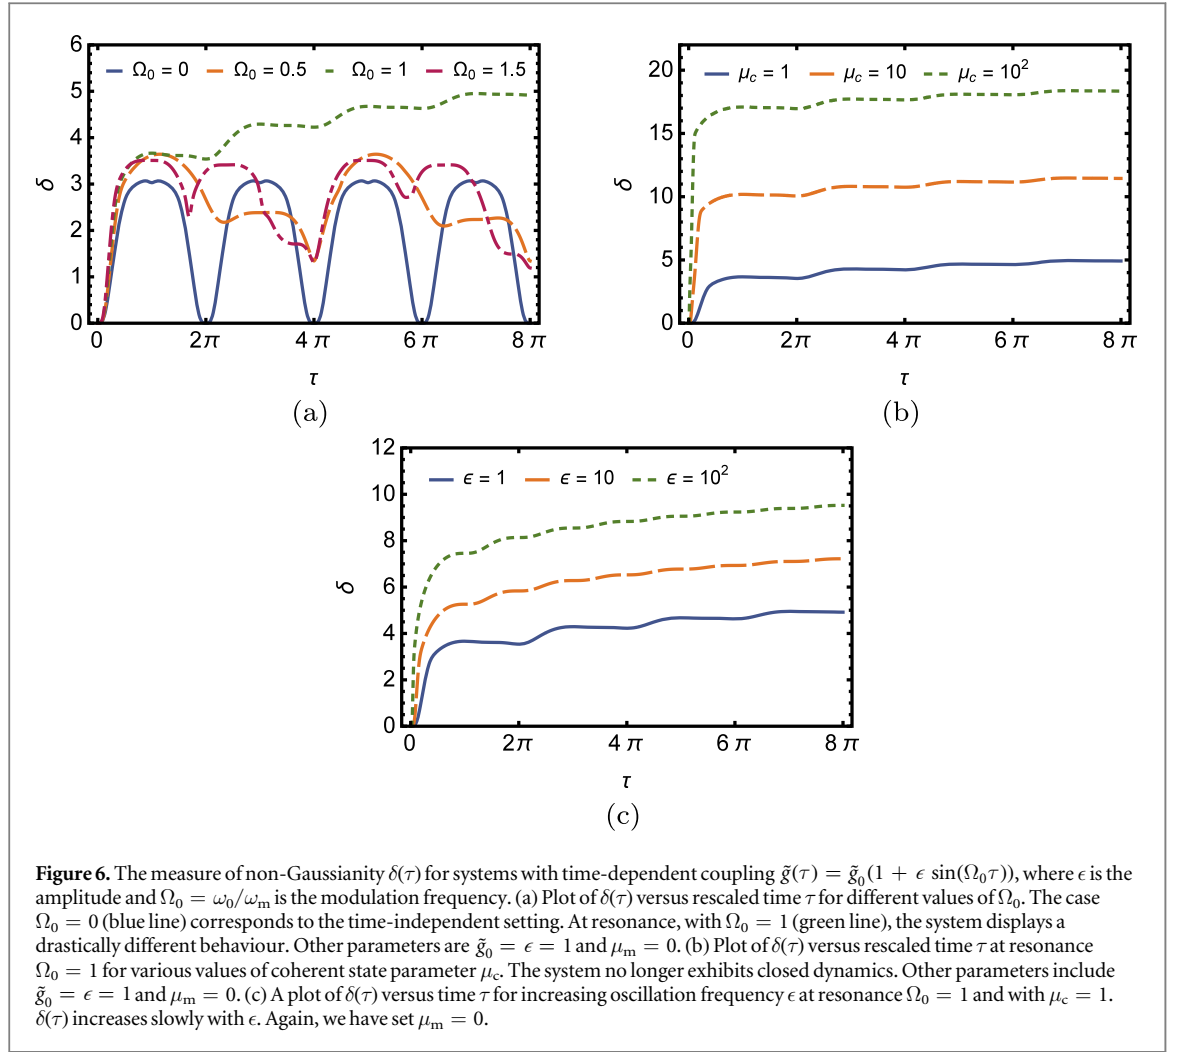 6
5
4
3
2
1
0
δ
Ω₀ = 0 Ω₀ = 0.5 Ω₀ = 1 Ω₀ = 1.5
0 2π 4π 6π 8π
τ
(a)
20
15
10
5
0
δ
μ_c = 1 μ_c = 10 μ_c = 10²
0 2π 4π 6π 8π
τ
(b)
12
10
8
6
4
2
0
δ
ϵ = 1 ϵ = 10 ϵ = 10²
0 2π 4π 6π 8π
τ
(c)
Figure 6. The measure of non-Gaussianity δ(τ) for systems with time-dependent coupling g̃(τ) = g̃₀(1 + ϵ sin(Ω₀τ)), where ϵ is the
amplitude and Ω₀ = ω₀/ω_m is the modulation frequency. (a) Plot of δ(τ) versus rescaled time τ for different values of Ω₀. The case
Ω₀ = 0 (blue line) corresponds to the time-independent setting. At resonance, with Ω₀ = 1 (green line), the system displays a
drastically different behaviour. Other parameters are g̃₀ = ϵ = 1 and μ_m = 0. (b) Plot of δ(τ) versus rescaled time τ at resonance
Ω₀ = 1 for various values of coherent state parameter μ_c. The system no longer exhibits closed dynamics. Other parameters include
g̃₀ = ϵ = 1 and μ_m = 0. (c) A plot of δ(τ) versus time τ for increasing oscillation frequency ϵ at resonance Ω₀ = 1 and with μ_c = 1.
δ(τ) increases slowly with ϵ. Again, we have set μ_m = 0.